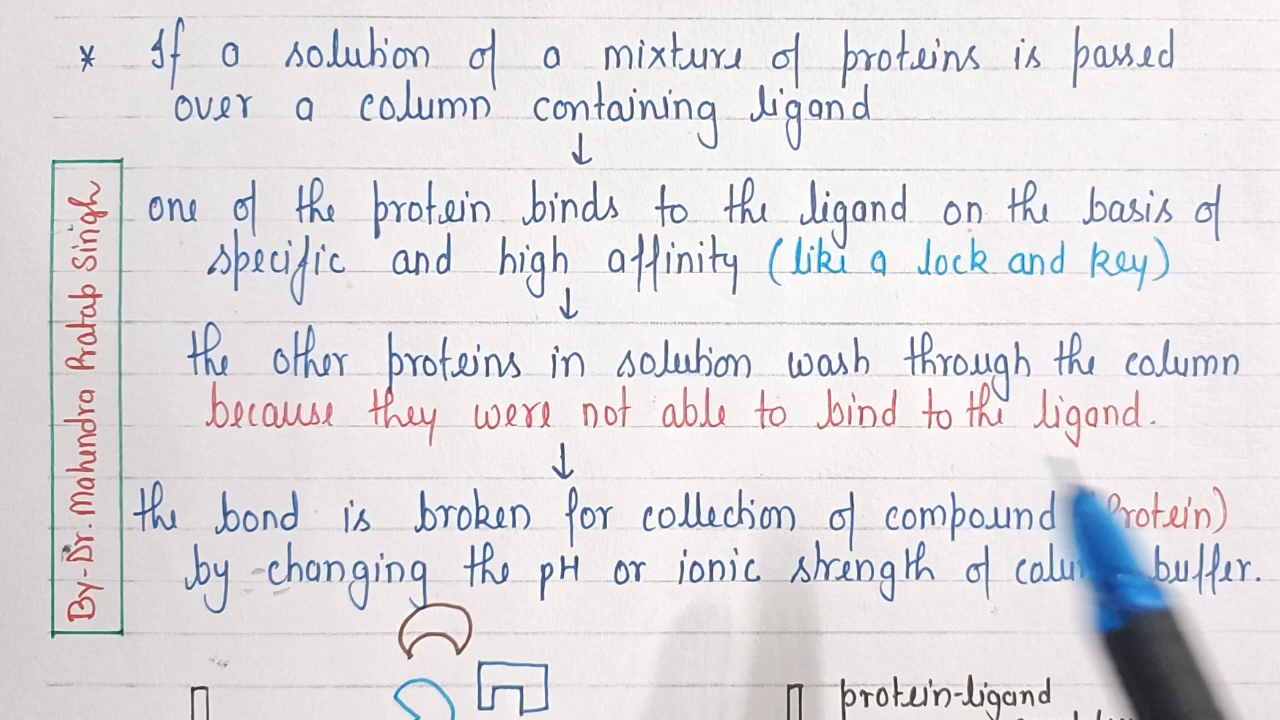 * If a solution of a mixture of proteins is passed
over a column containing ligand
↓
one of the protein binds to the ligand on the basis of
specific and high affinity (like a lock and key)
↓
the other proteins in solution wash through the column
because they were not able to bind to the ligand.
↓
the bond is broken for collection of compound Protein)
by changing the pH or ionic strength of buffer.
protein-ligand
By-Dr. Mahendra Pratap Singh